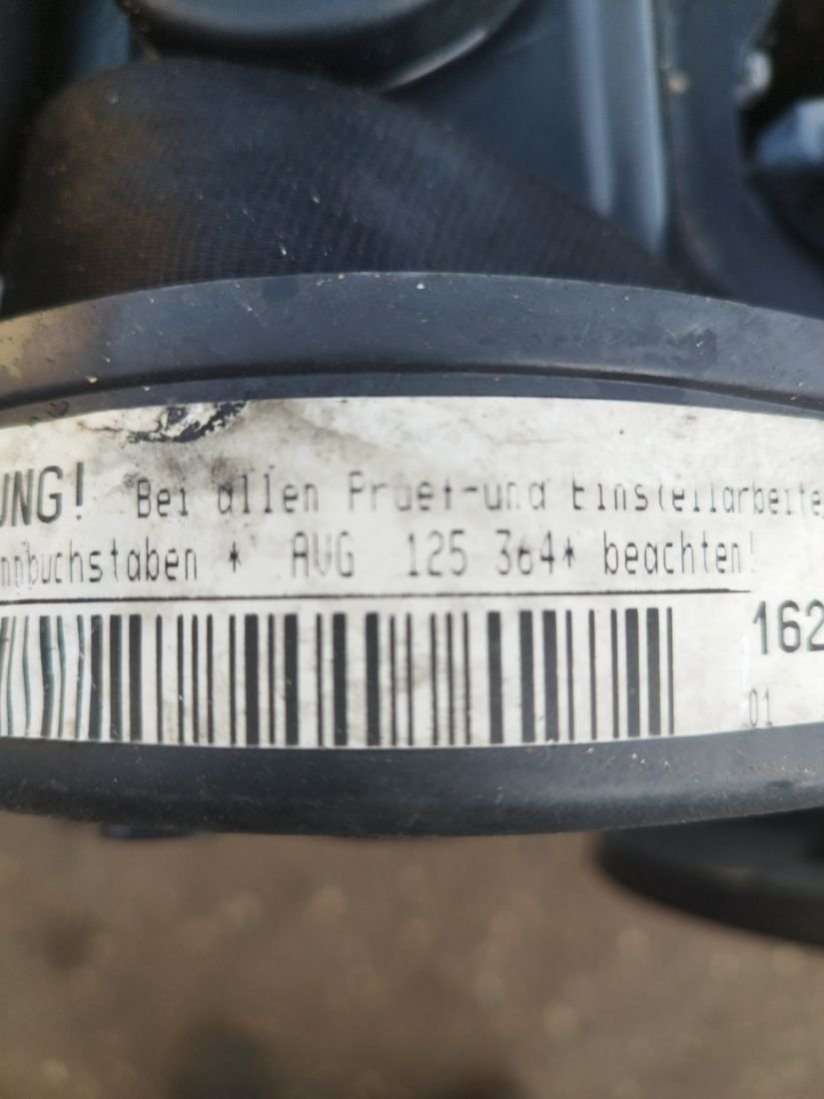 UNG! Bei allen Pruef-und Einstellarbeite
nnbuchstaben * AVG 125 364* beachten!
162
01